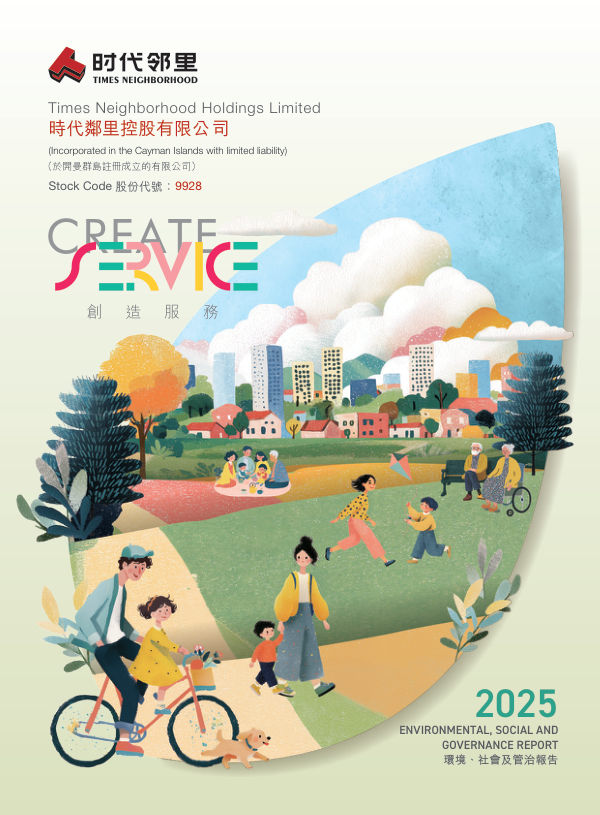 时代邻里
TIMES NEIGHBORHOOD
Times Neighborhood Holdings Limited
時代鄰里控股有限公司
(Incorporated in the Cayman Islands with limited liability)
(於開曼群島註冊成立的有限公司)
Stock Code 股份代號：9928
CREATE
SERVICE
創造服務
2025
ENVIRONMENTAL, SOCIAL AND
GOVERNANCE REPORT
環境、社會及管治報告